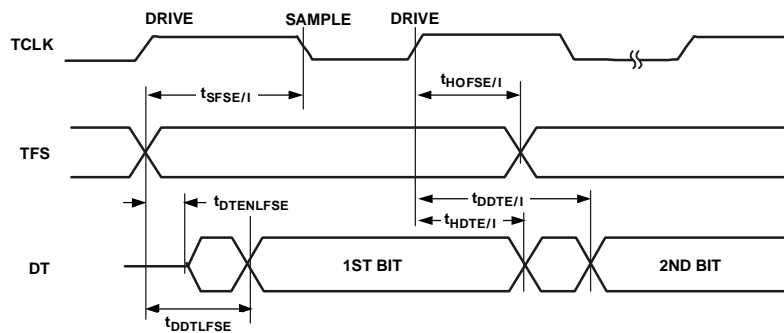 DRIVE SAMPLE DRIVE
TCLK
tSFSE/I tHOFSE/I
TFS
tDDTE/I
tDTENLFSE
tHDTE/I
DT 1ST BIT 2ND BIT
tDDTLFSE